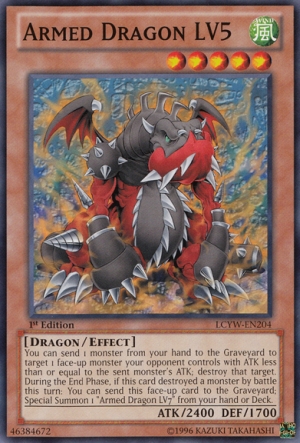 ARMED DRAGON LV5
WIND
風
1st Edition
LCYW-EN204
[DRAGON / EFFECT]
You can send 1 monster from your hand to the Graveyard to
target 1 face-up monster your opponent controls with ATK less
than or equal to the sent monster's ATK; destroy that target.
During the End Phase, if this card destroyed a monster by battle
this turn: You can send this face-up card to the Graveyard;
Special Summon 1 "Armed Dragon LV7" from your hand or Deck.
ATK/2400 DEF/1700
46384672
©1996 KAZUKI TAKAHASHI